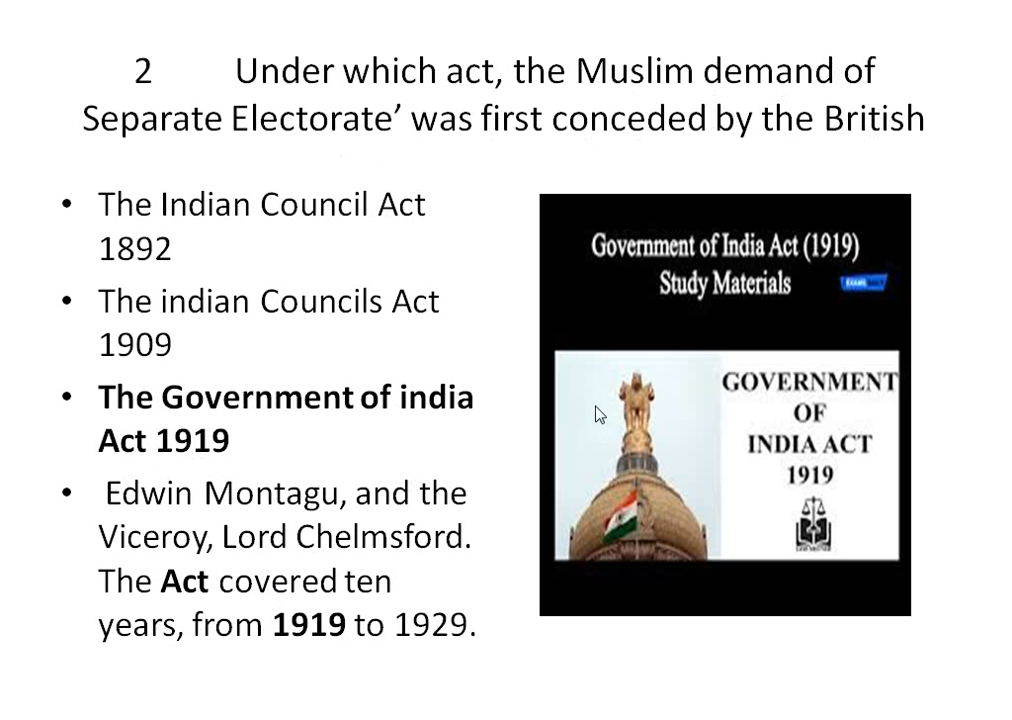 2 Under which act, the Muslim demand of
Separate Electorate’ was first conceded by the British
• The Indian Council Act
1892
• The indian Councils Act
1909
• The Government of india
Act 1919
• Edwin Montagu, and the
Viceroy, Lord Chelmsford.
The Act covered ten
years, from 1919 to 1929.
Government of India Act (1919)
Study Materials
GOVERNMENT
OF
INDIA ACT
1919